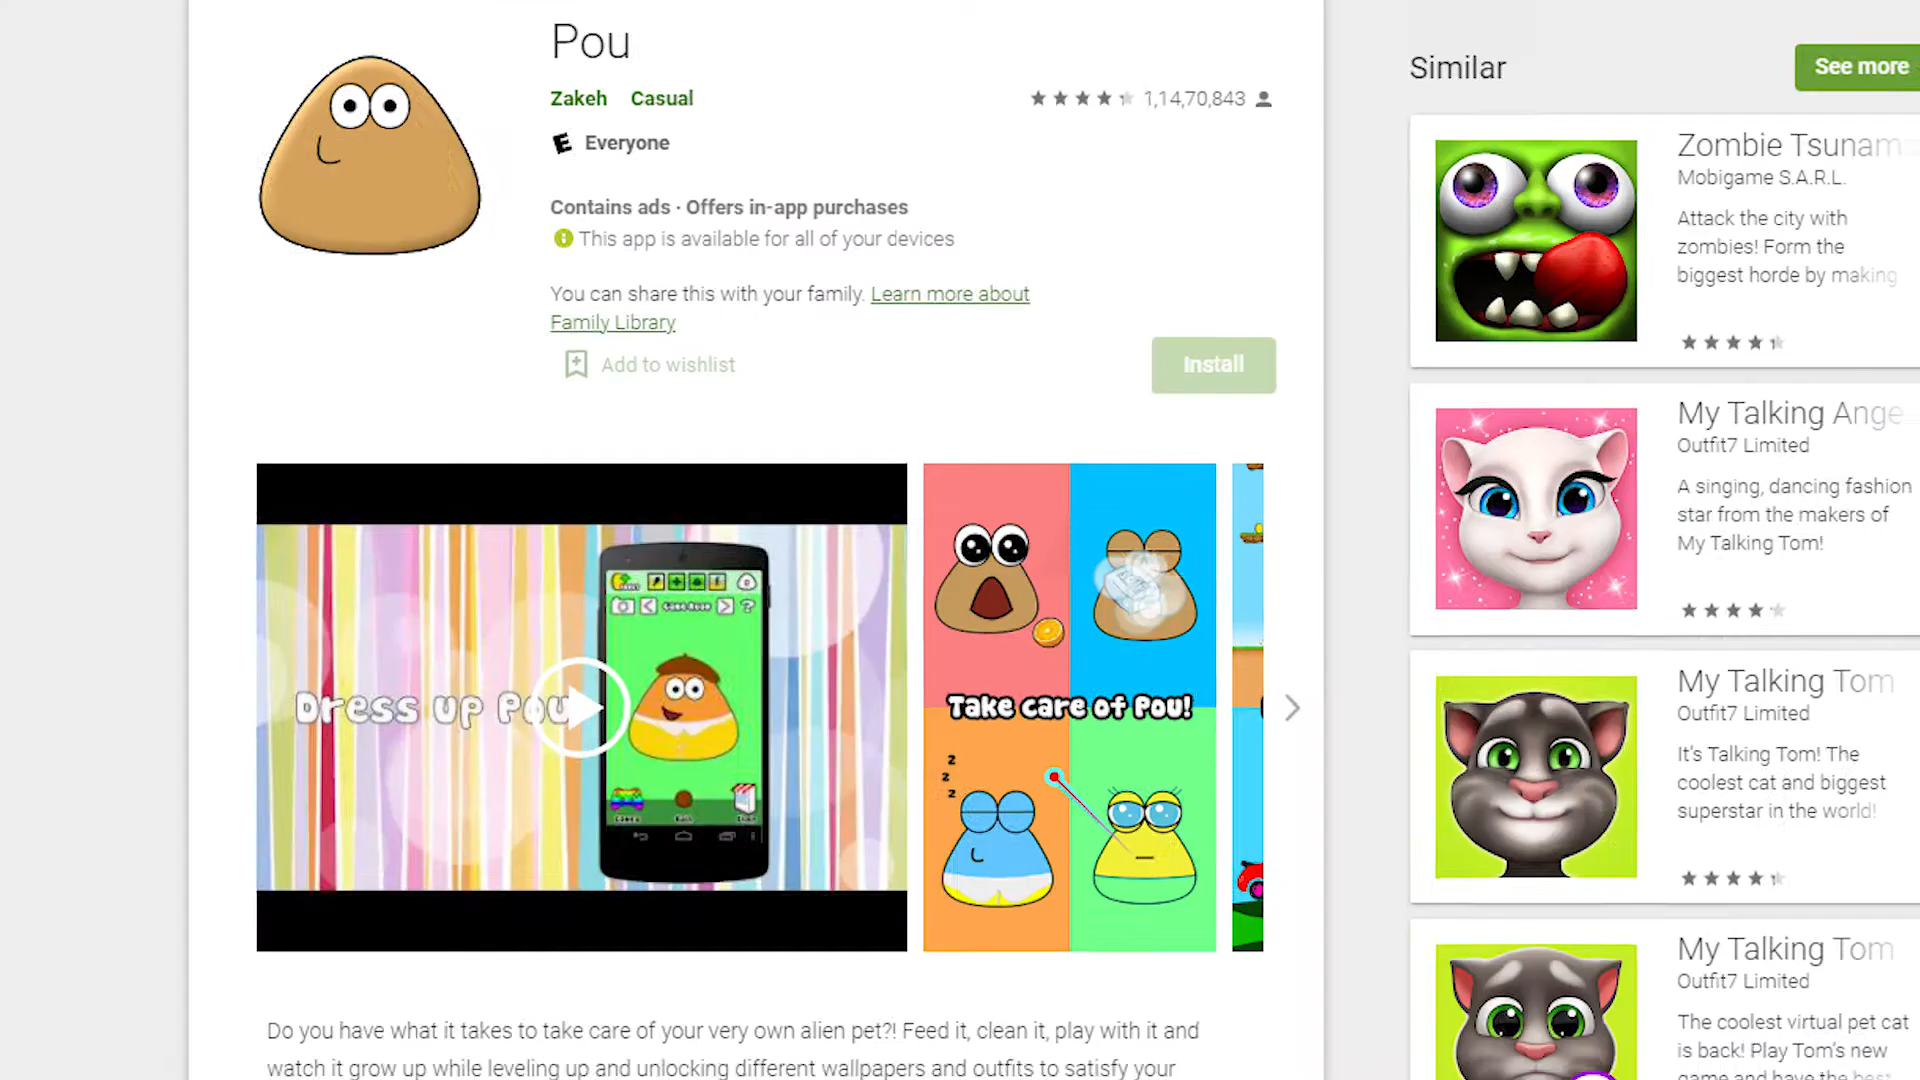 Pou
Zakeh Casual
1,14,70,843
Everyone
Contains ads · Offers in-app purchases
This app is available for all of your devices
You can share this with your family. Learn more about
Family Library
Add to wishlist
Install
Dress up Pou
Take care of Pou!
z
z
z
Do you have what it takes to take care of your very own alien pet?! Feed it, clean it, play with it and
watch it grow up while leveling up and unlocking different wallpapers and outfits to satisfy your
Similar
See more
Zombie Tsunam
Mobigame S.A.R.L.
Attack the city with
zombies! Form the
biggest horde by making
My Talking Ange
Outfit7 Limited
A singing, dancing fashion
star from the makers of
My Talking Tom!
My Talking Tom
Outfit7 Limited
It's Talking Tom! The
coolest cat and biggest
superstar in the world!
My Talking Tom
Outfit7 Limited
The coolest virtual pet cat
is back! Play Tom's new
game and have the best